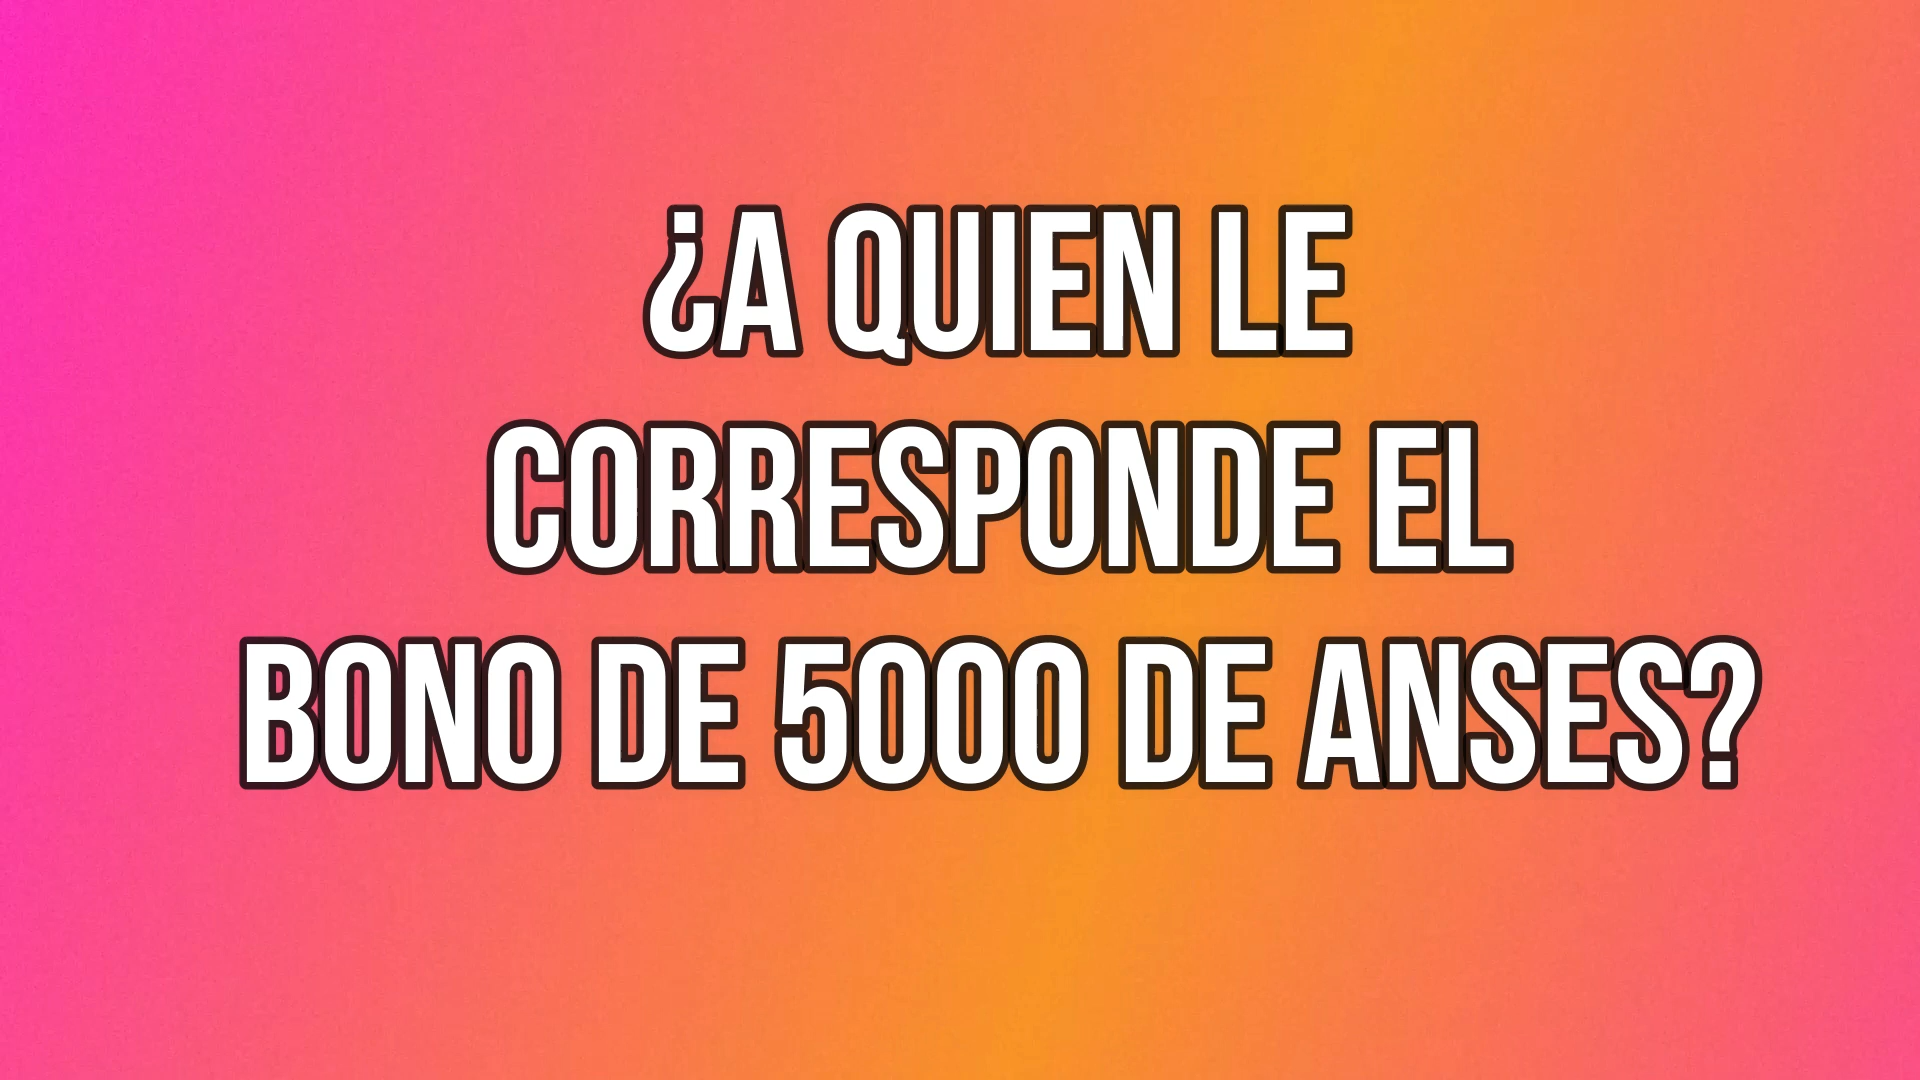 ¿A QUIEN LE
CORRESPONDE EL
BONO DE 5000 DE ANSES?